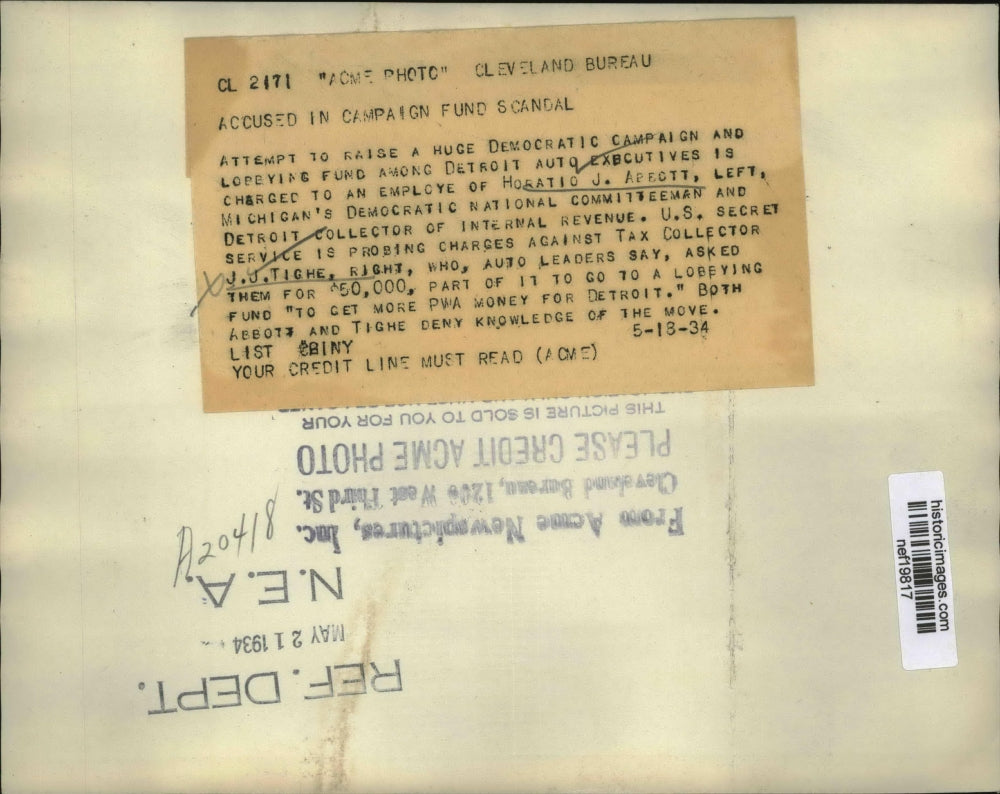 CL 2171 "ACME PHOTO" CLEVELAND BUREAU
ACCUSED IN CAMPAIGN FUND SCANDAL
ATTEMPT TO RAISE A HUGE DEMOCRATIC CAMPAIGN AND
LOBBYING FUND AMONG DETROIT AUTO EXECUTIVES IS
CHARGED TO AN EMPLOYE OF HORATIO J. ABBOTT, LEFT,
MICHIGAN'S DEMOCRATIC NATIONAL COMMITTEEMAN AND
DETROIT COLLECTOR OF INTERNAL REVENUE. U.S. SECRET
SERVICE IS PROBING CHARGES AGAINST TAX COLLECTOR
J.J.TIGHE, RIGHT, WHO, AUTO LEADERS SAY, ASKED
THEM FOR $50,000, PART OF IT TO GO TO A LOBBYING
FUND "TO GET MORE PWA MONEY FOR DETROIT." BOTH
ABBOTT AND TIGHE DENY KNOWLEDGE OF THE MOVE.
LIST 5-18-34
YOUR CREDIT LINE MUST READ (ACME)
THIS PICTURE IS SOLD TO YOU FOR YOUR
PLEASE CREDIT ACME PHOTO
Cleveland Bureau, 1200 West Third St.
From Acme Newspictures, Inc.
A20418
N.E.A.
MAY 21 1934
REF. DEPT.
historicimages.com
nef19817